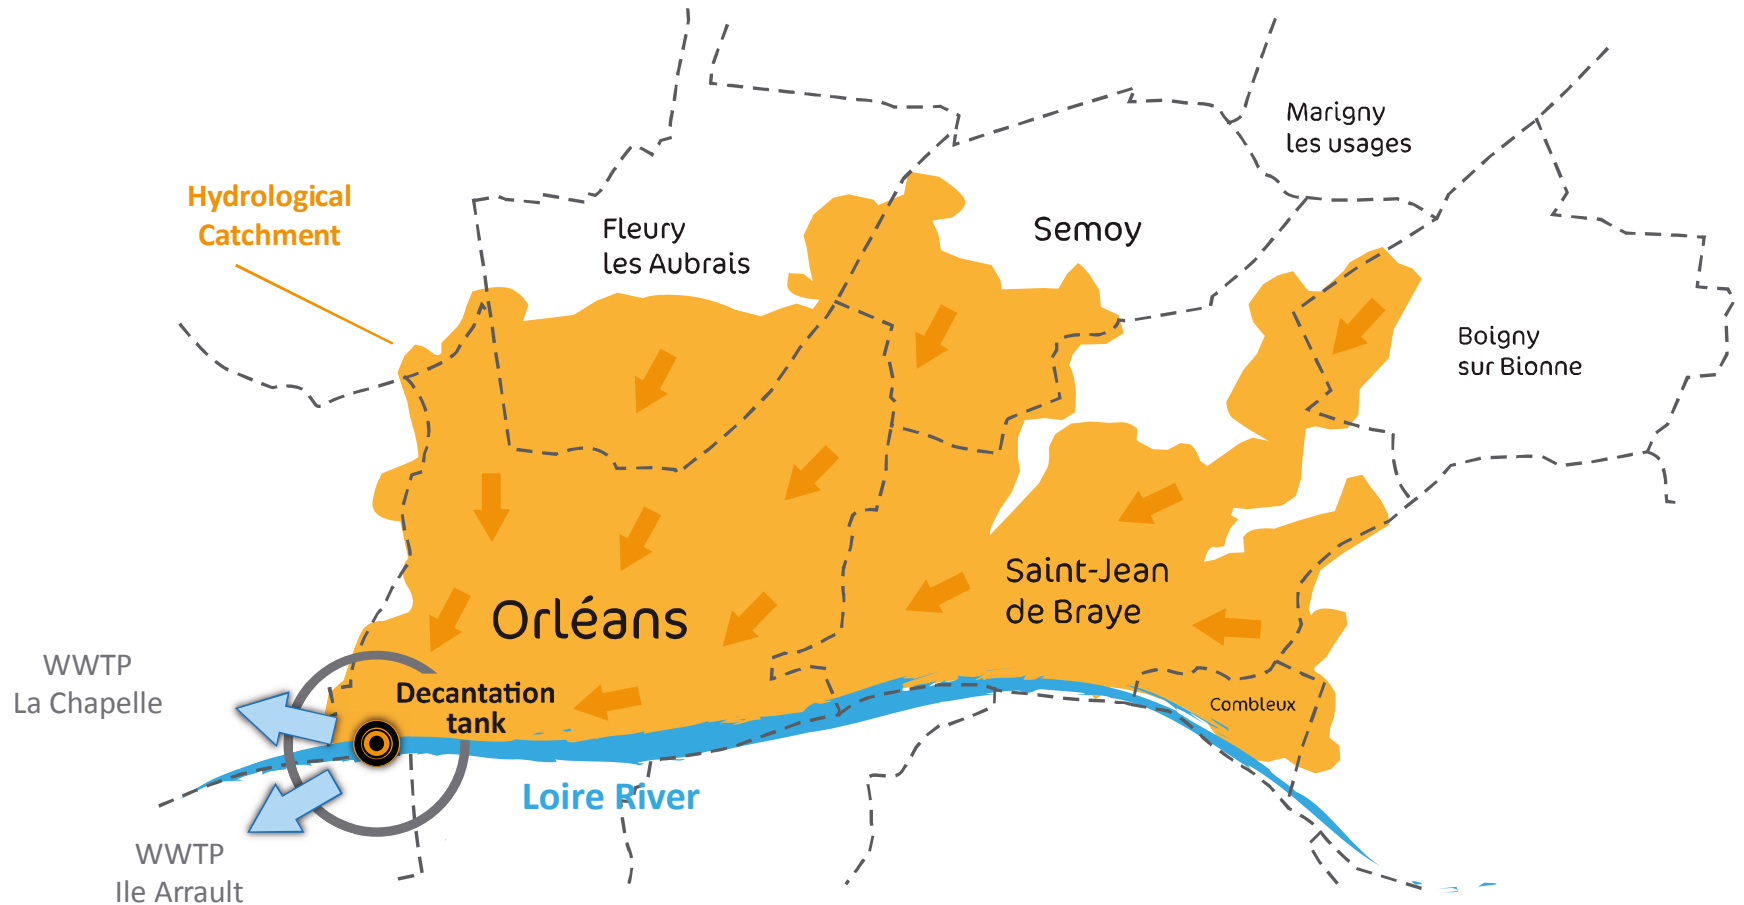 Marigny
les usages
Hydrological
Catchment
Fleury
les Aubrais
Semoy
Boigny
sur Bionne
Saint-Jean
de Braye
Orléans
WWTP
La Chapelle
Decantation
tank
Combleux
Loire River
WWTP
Ile Arrault